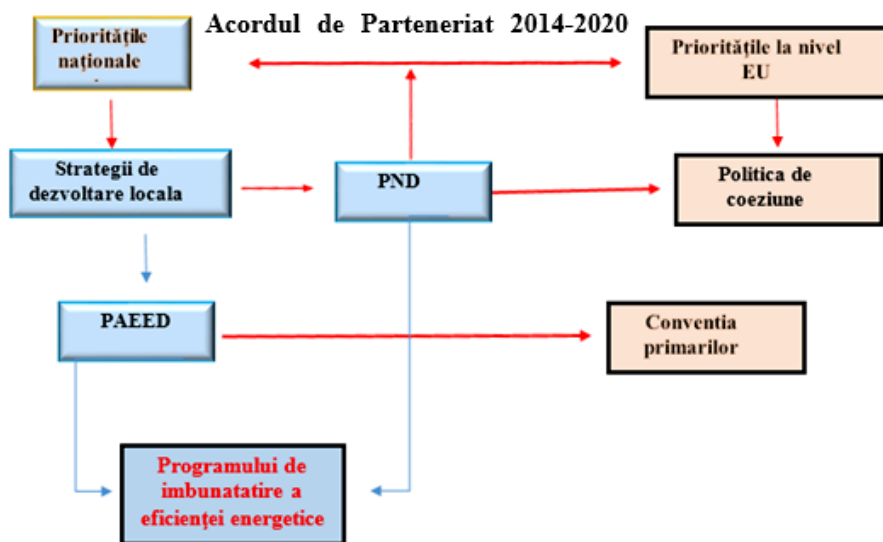 Acordul de Parteneriat 2014-2020
Prioritățile
naționale
Prioritățile la nivel
EU
Strategii de
dezvoltare locala
PND
Politica de
coeziune
PAEED
Conventia
primarilor
Programului de
imbunatatire a
eficienței energetice